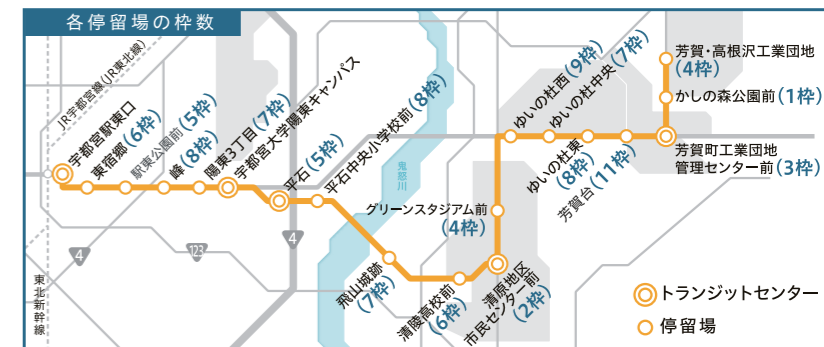 各停留場の枠数
JR宇都宮線(JR東北線)
宇都宮駅東口
東宿郷(6枠)
駅東公園前(5枠)
峰(8枠)
陽東3丁目(7枠)
宇都宮大学陽東キャンパス
平石(5枠)
平石中央小学校前(8枠)
鬼怒川
飛山城跡
(7枠)
清陵高校前
(6枠)
清原地区
市民センター前
(2枠)
グリーンスタジアム前
(4枠)
ゆいの杜西(9枠)
ゆいの杜中央(7枠)
ゆいの杜東
(8枠)
芳賀台(11枠)
芳賀町工業団地
管理センター前(3枠)
かしの森公園前(1枠)
芳賀・高根沢工業団地
(4枠)
4
123
4
東北新幹線
トランジットセンター
停留場